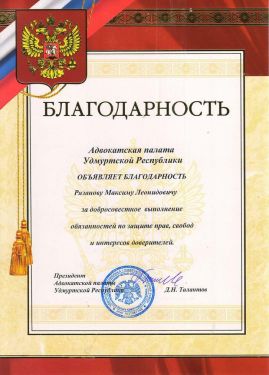 БЛАГОДАРНОСТЬ
Адвокатская палата
Удмуртской Республики
ОБЪЯВЛЯЕТ БЛАГОДАРНОСТЬ
Рязанову Максиму Леонидовичу
за добросовестное выполнение
обязанностей по защите прав, свобод
и интересов доверителей.
Президент
Адвокатской палаты
Удмуртской Республики
Д.Н. Талантов